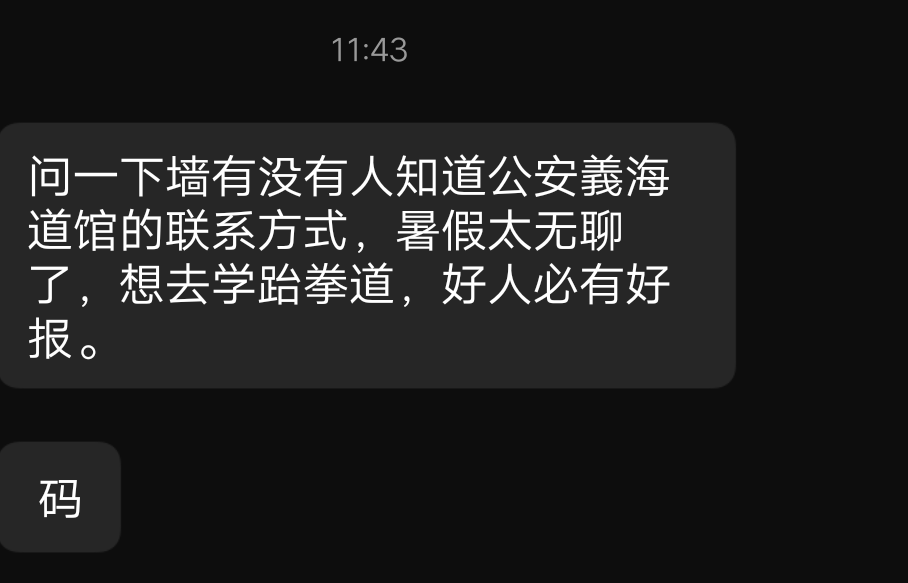 11:43
问一下墙有没有人知道公安義海
道馆的联系方式，暑假太无聊
了，想去学跆拳道，好人必有好
报。
码